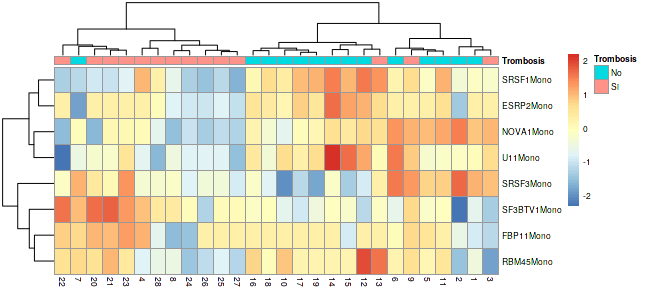 Trombosis
SRSF1Mono
ESRP2Mono
NOVA1Mono
U11Mono
SRSF3Mono
SF3BTV1Mono
FBP11Mono
RBM45Mono
22 7 20 21 23 4 28 8 24 26 25 27 16 18 10 17 19 14 15 12 13 6 9 5 11 2 1 3
2
1
0
-1
-2
Trombosis
No
SI